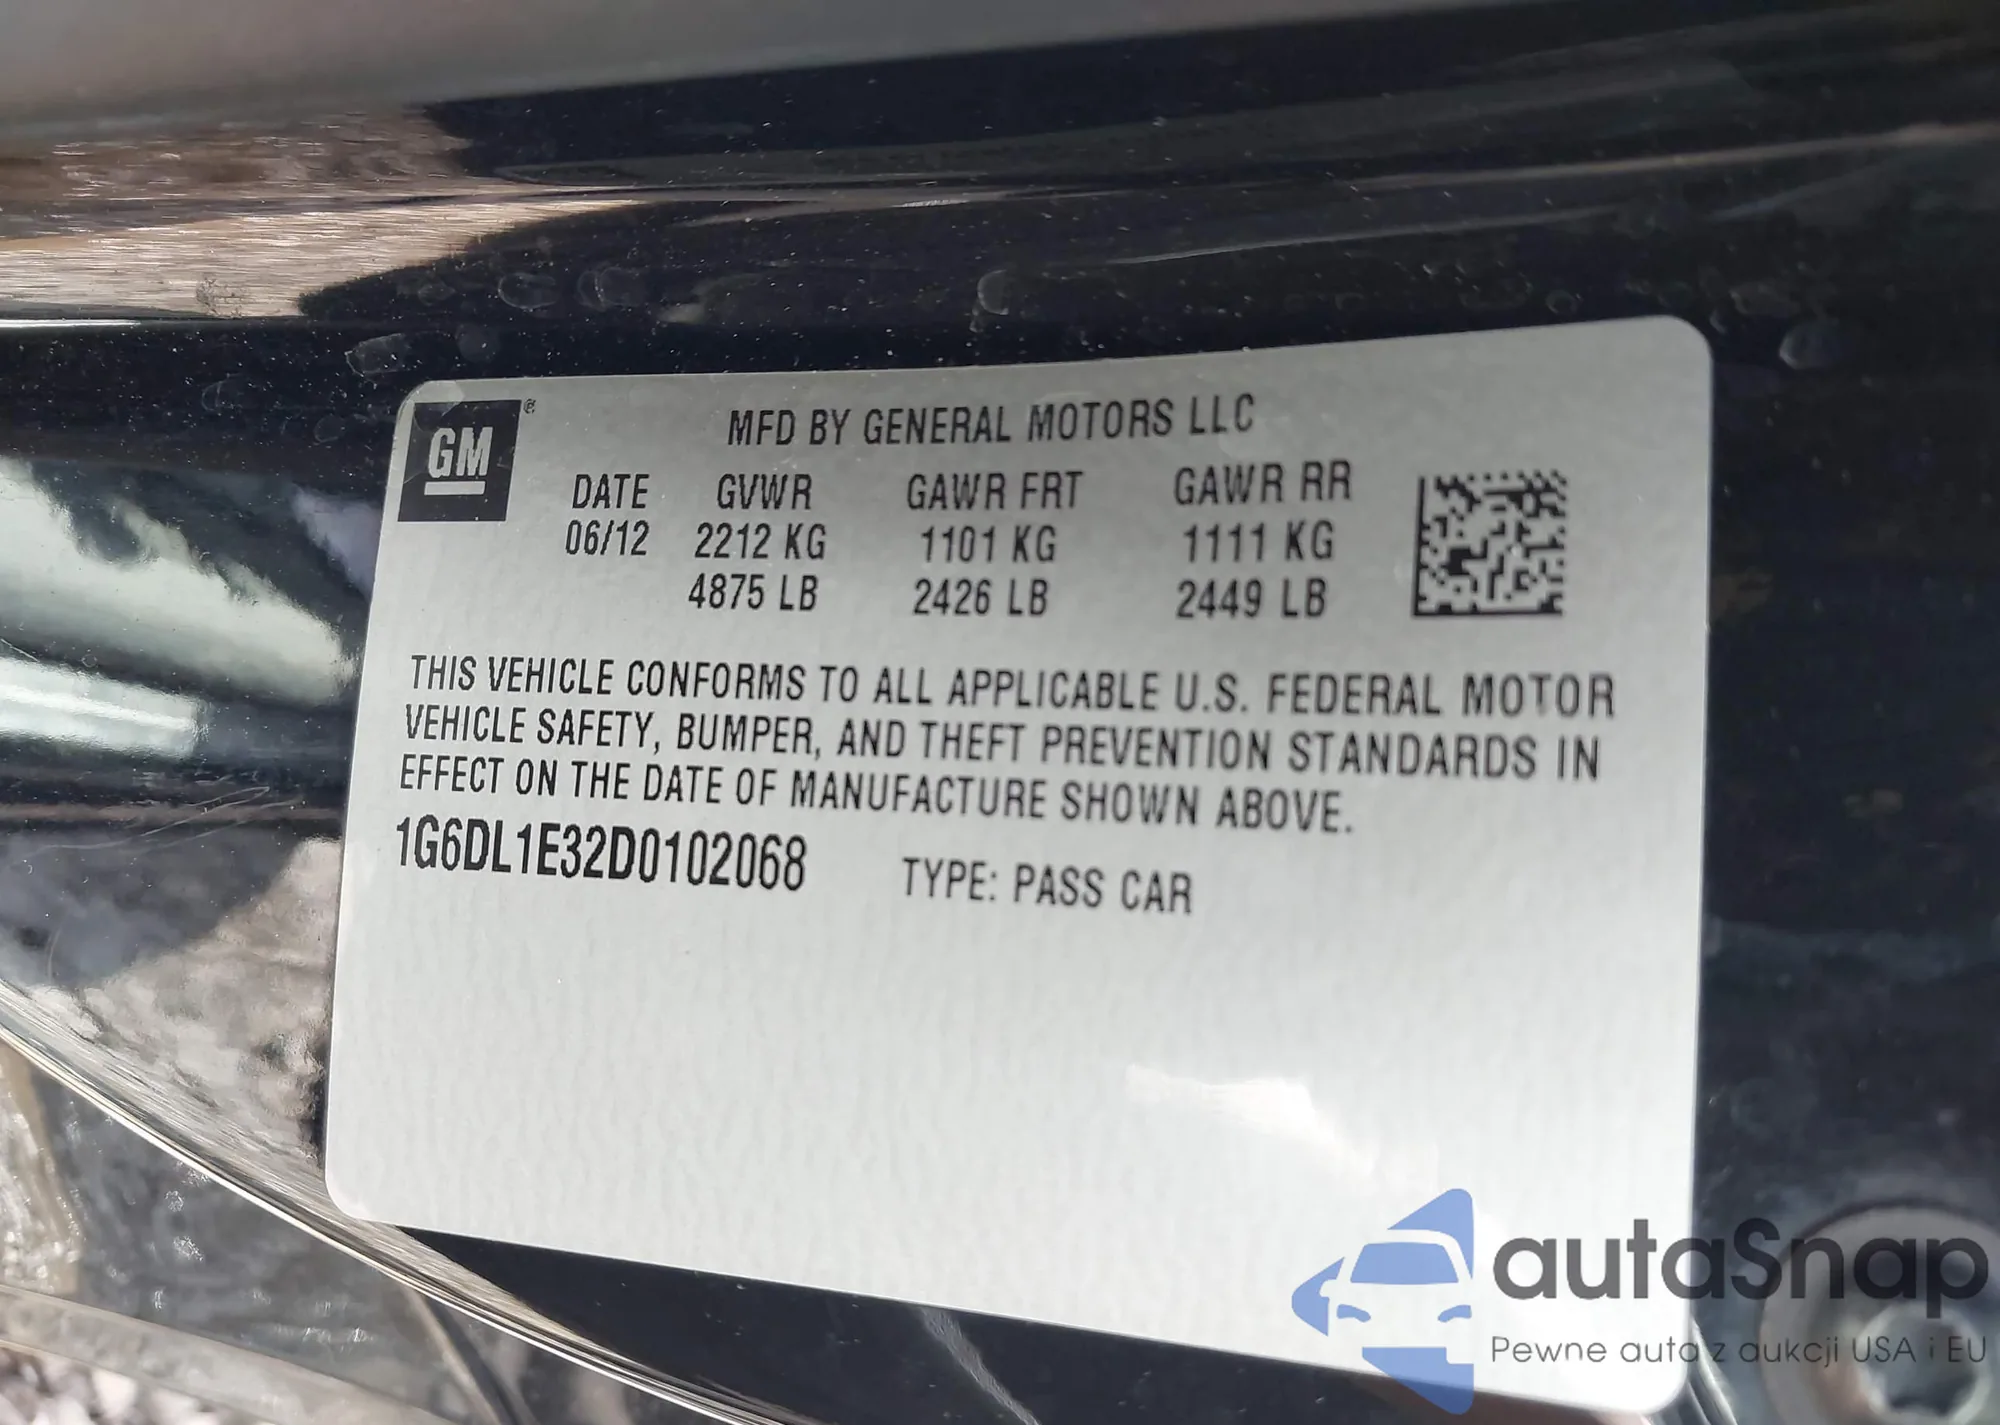 GM ®
MFD BY GENERAL MOTORS LLC
DATE GVWR GAWR FRT GAWR RR
06/12 2212 KG 1101 KG 1111 KG
4875 LB 2426 LB 2449 LB
THIS VEHICLE CONFORMS TO ALL APPLICABLE U.S. FEDERAL MOTOR
VEHICLE SAFETY, BUMPER, AND THEFT PREVENTION STANDARDS IN
EFFECT ON THE DATE OF MANUFACTURE SHOWN ABOVE.
1G6DL1E32D0102068 TYPE: PASS CAR
autaSnap
Pewne auta z aukcji USA i EU